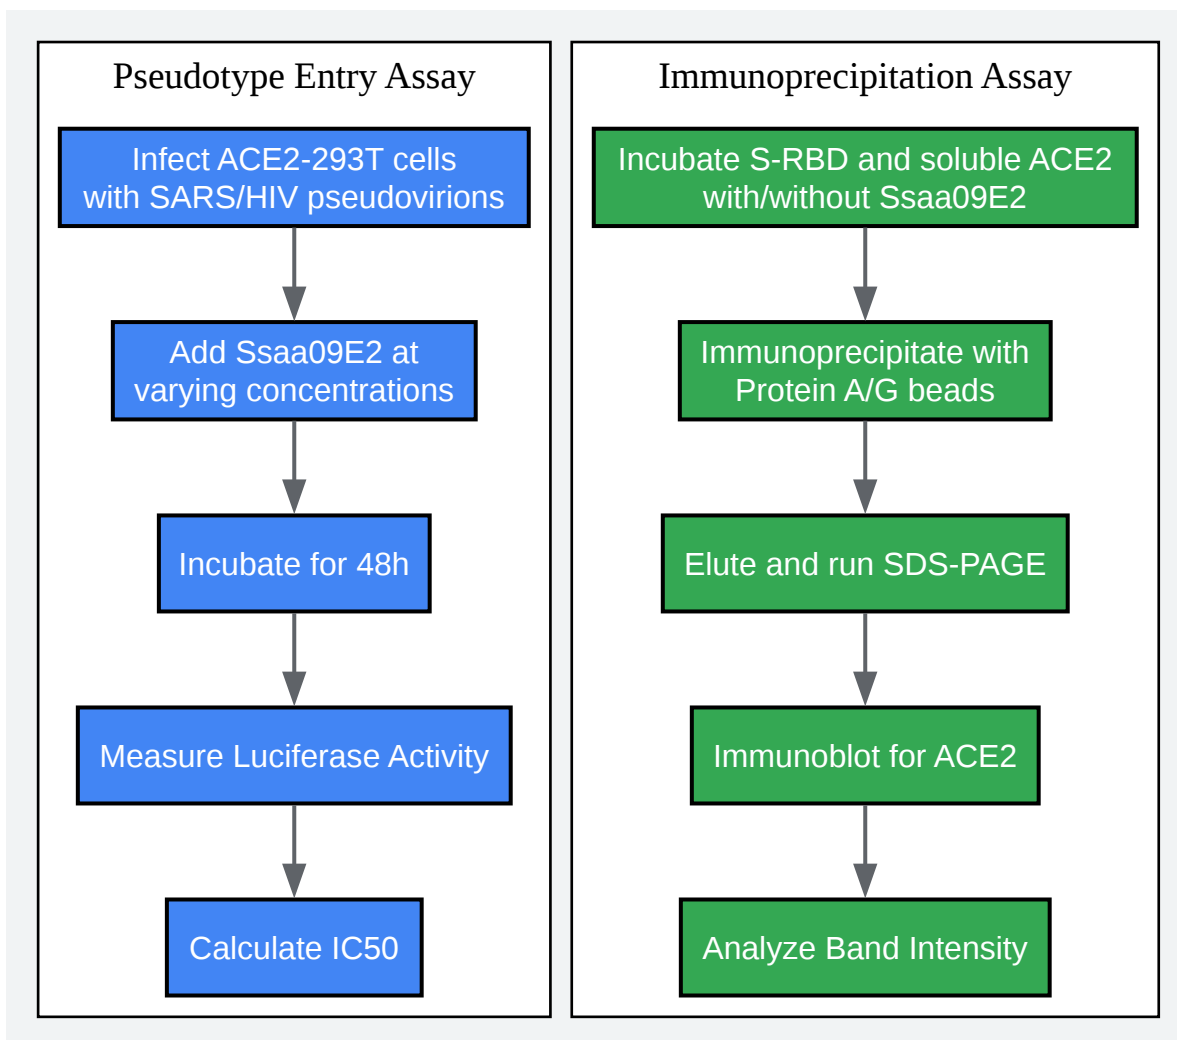 Pseudotype Entry Assay
Infect ACE2-293T cells
with SARS/HIV pseudovirions
Add Ssaa09E2 at
varying concentrations
Incubate for 48h
Measure Luciferase Activity
Calculate IC50
Immunoprecipitation Assay
Incubate S-RBD and soluble ACE2
with/without Ssaa09E2
Immunoprecipitate with
Protein A/G beads
Elute and run SDS-PAGE
Immunoblot for ACE2
Analyze Band Intensity